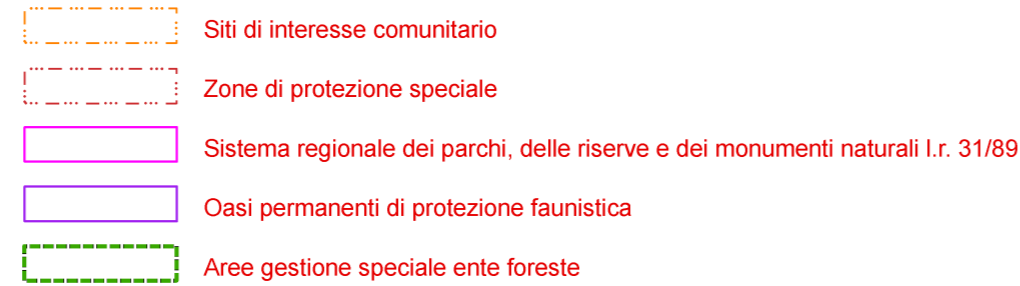 Siti di interesse comunitario
Zone di protezione speciale
Sistema regionale dei parchi, delle riserve e dei monumenti naturali l.r. 31/89
Oasi permanenti di protezione faunistica
Aree gestione speciale ente foreste